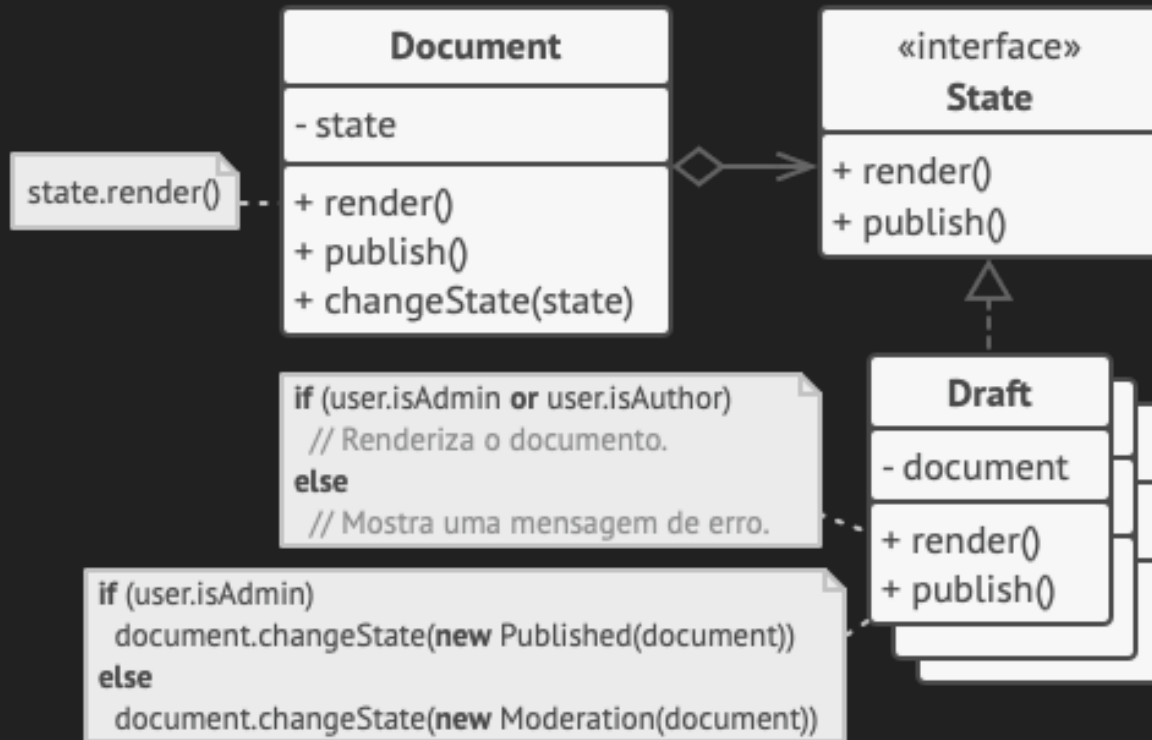 Document
- state
+ render()
+ publish()
+ changeState(state)
«interface»
State
+ render()
+ publish()
state.render()
Draft
- document
+ render()
+ publish()
if (user.isAdmin or user.isAuthor)
// Renderiza o documento.
else
// Mostra uma mensagem de erro.
if (user.isAdmin)
document.changeState(new Published(document))
else
document.changeState(new Moderation(document))